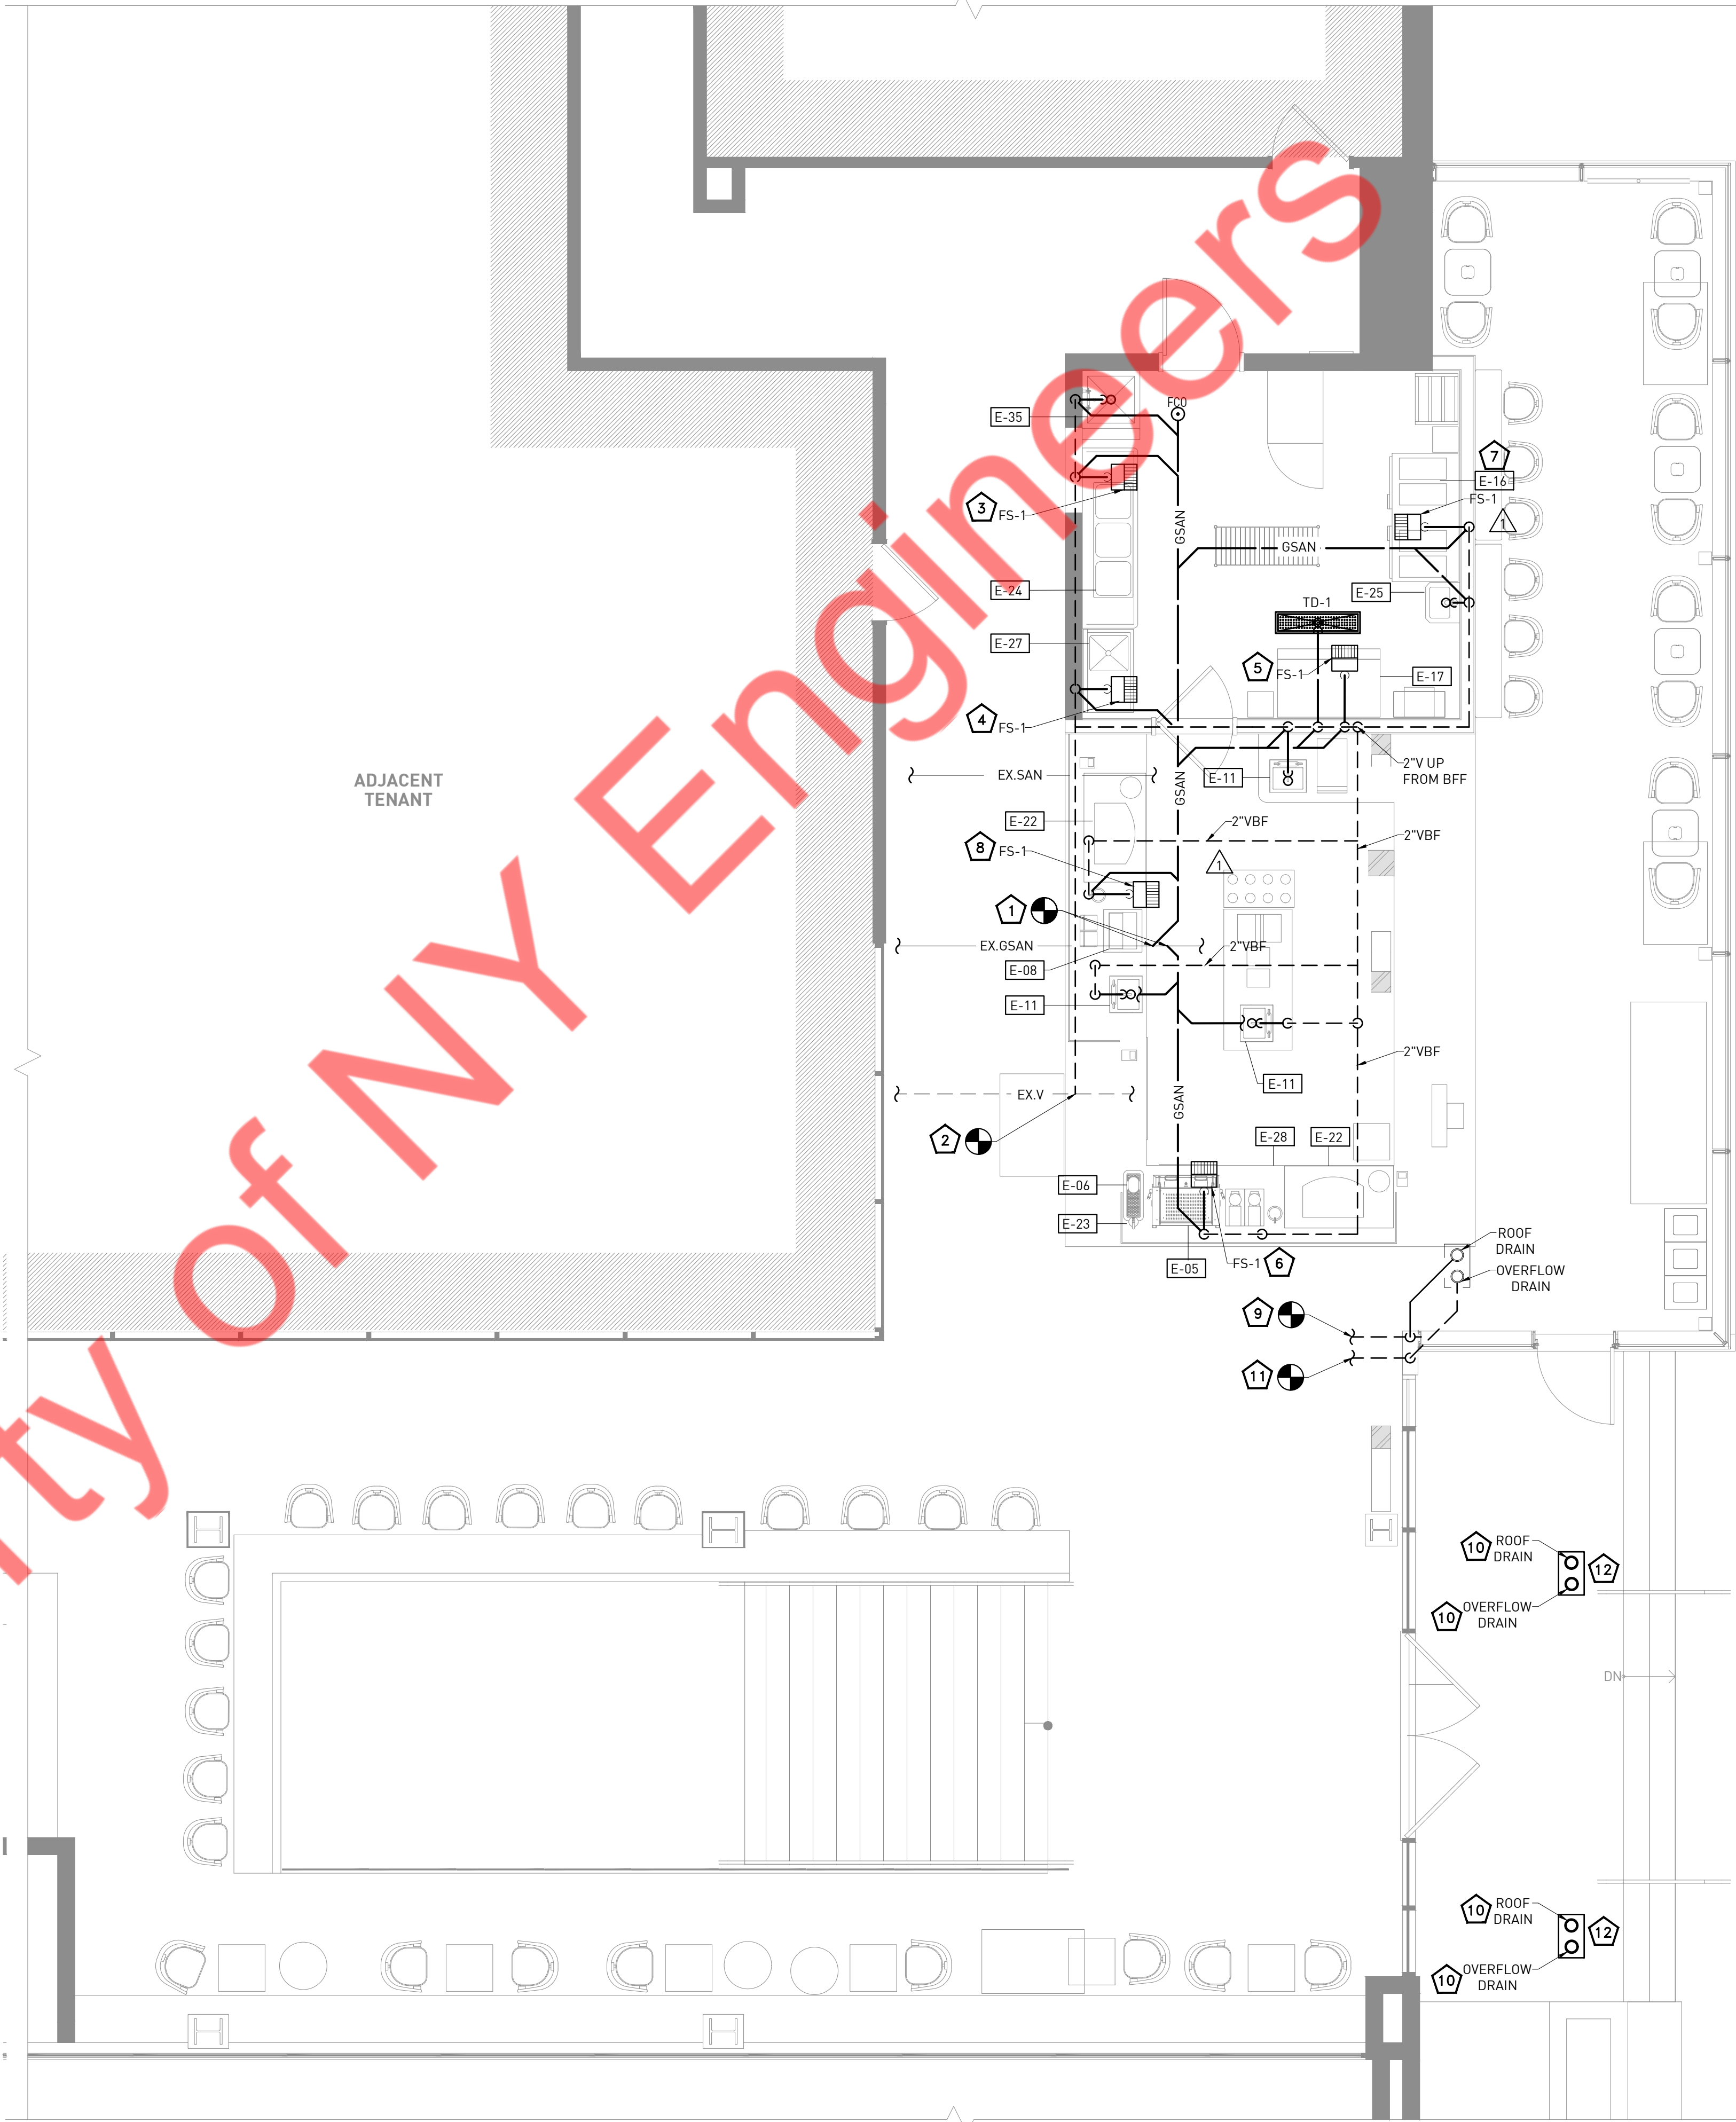 FCO
E-35
7
E-16
3
FS-1
FS-1
1
GSAN
GSAN
E-24
E-25
TD-1
E-27
5
FS-1
E-17
4
FS-1
2"V UP
FROM BFF
EX.SAN
E-11
GSAN
ADJACENT
TENANT
E-22
2"VBF
2"VBF
8
FS-1
1
1
EX.GSAN
2"VBF
E-08
E-11
2"VBF
E-11
EX.V
GSAN
2
E-28
E-22
E-06
E-23
FS-1
6
E-05
ROOF
DRAIN
OVERFLOW
DRAIN
9
11
10
ROOF
DRAIN
12
10
OVERFLOW
DRAIN
DN
10
ROOF
DRAIN
12
10
OVERFLOW
DRAIN
ty of NY Engineers